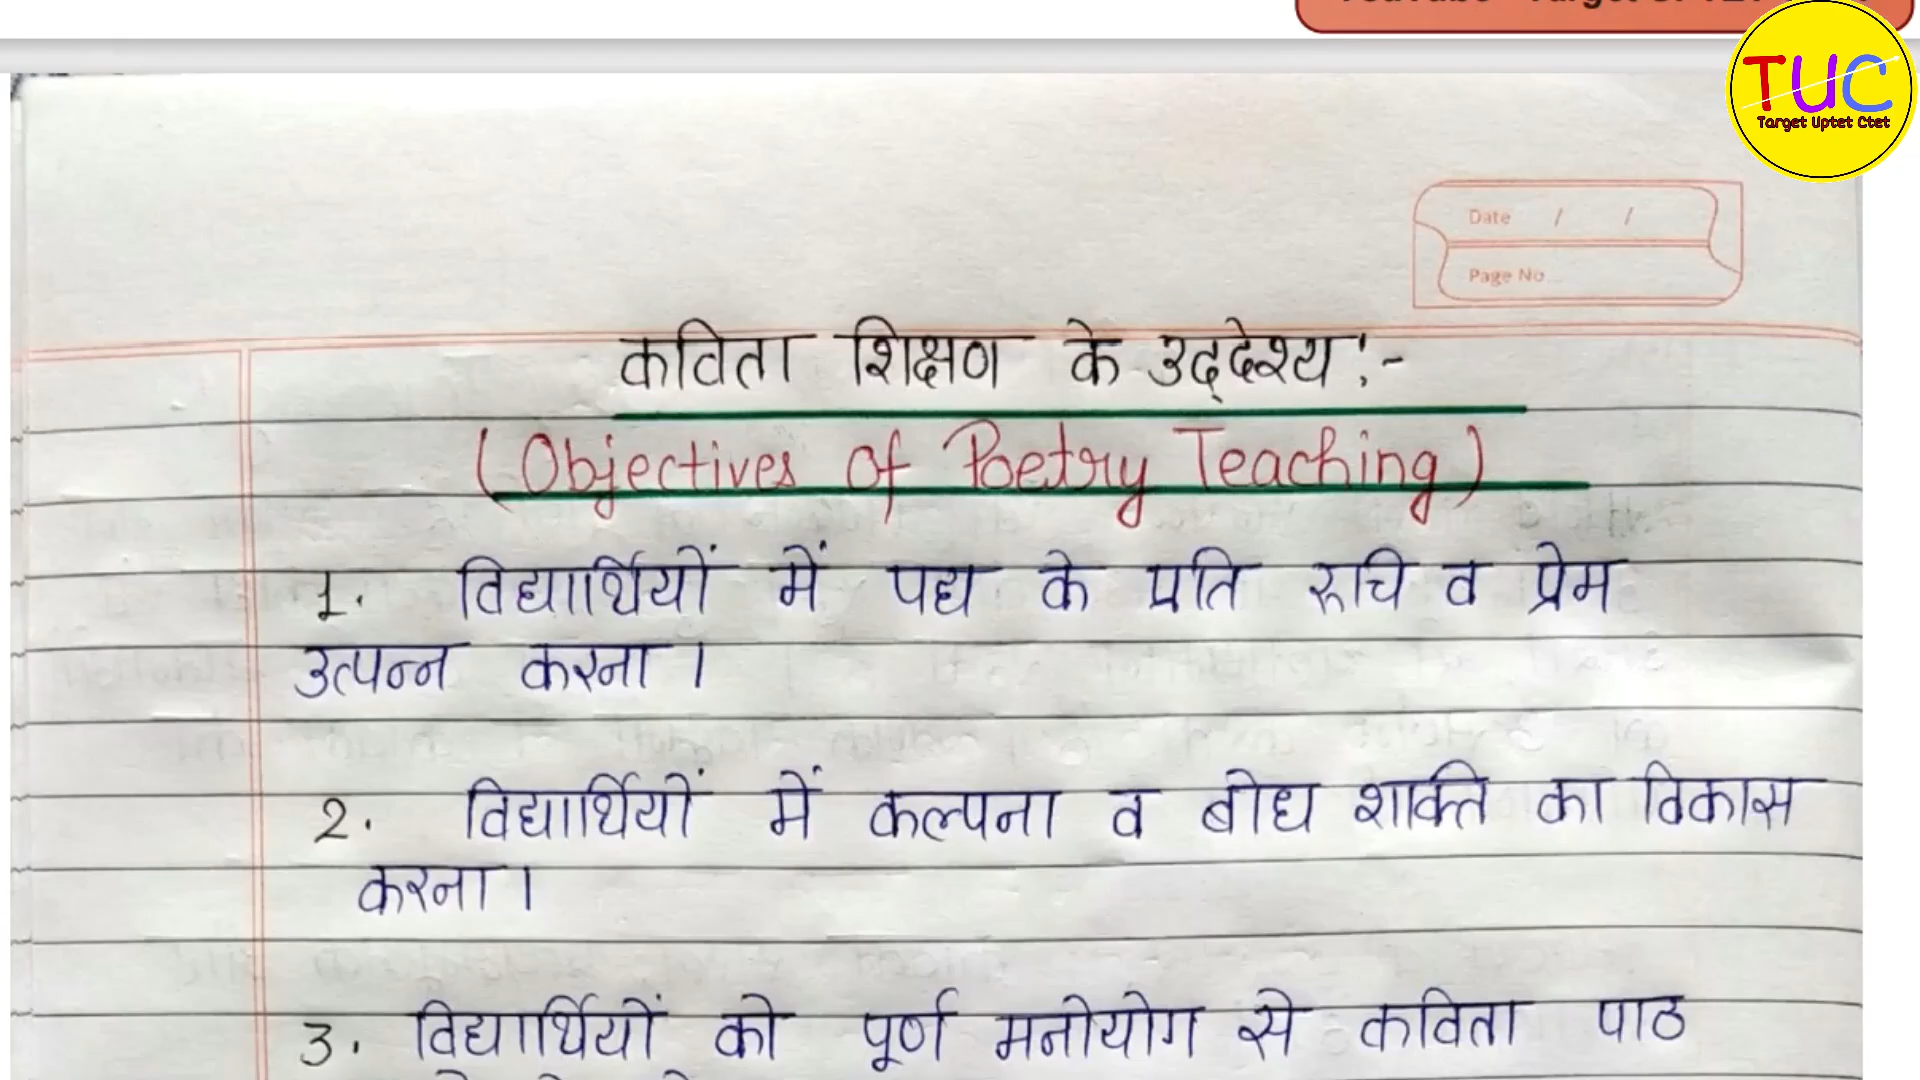 TUC
Target Uptet Ctet
Date / /
Page No...
कविता शिक्षण के उद्देश्य :-
(Objectives of Poetry Teaching)
1. विद्यार्थियों में पद्य के प्रति रूचि व प्रेम
उत्पन्न करना ।
2. विद्यार्थियों में कल्पना व बोध शक्ति का विकास
करना ।
3. विद्यार्थियों को पूर्ण मनोयोग से कविता पाठ